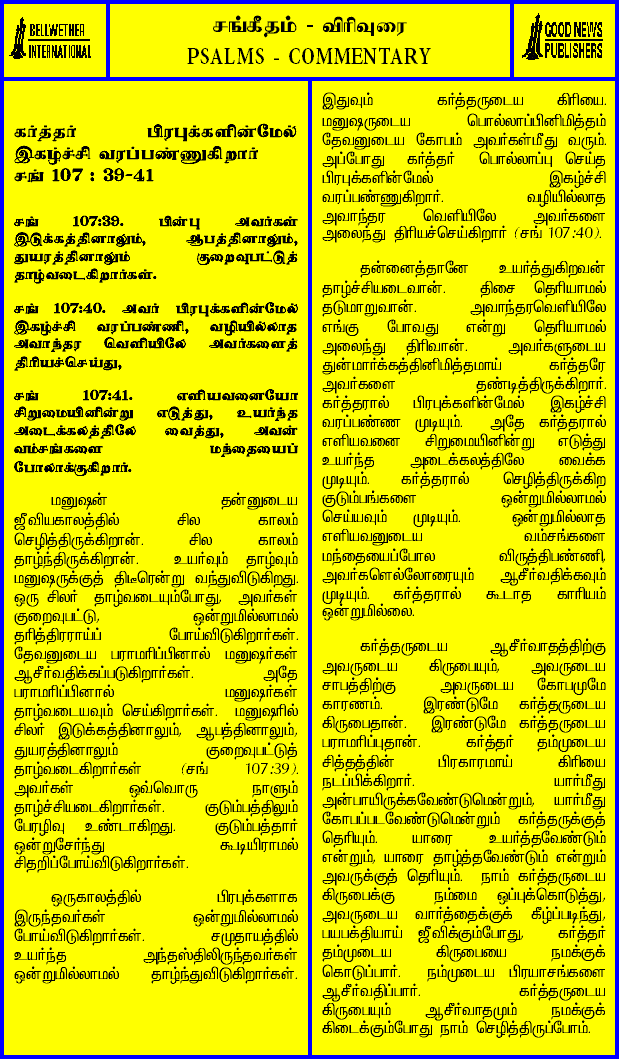 BELLWETHER
INTERNATIONAL
சங்கீதம் - விரிவுரை
PSALMS - COMMENTARY
GOOD NEWS
PUBLISHERS
கர்த்தர் பிரபுக்களின்மேல்
இகழ்ச்சி வரப்பண்ணுகிறார்
சங் 107 : 39-41
சங் 107:39. பின்பு அவர்கள்
இடுக்கத்தினாலும், ஆபத்தினாலும்,
துயரத்தினாலும் குறைவுபட்டுத்
தாழ்வடைகிறார்கள்.
சங் 107:40. அவர் பிரபுக்களின்மேல்
இகழ்ச்சி வரப்பண்ணி, வழியில்லாத
அவாந்தர வெளியிலே அவர்களைத்
திரியச்செய்து,
சங் 107:41. எளியவனையோ
சிறுமையினின்று எடுத்து, உயர்ந்த
அடைக்கலத்திலே வைத்து, அவன்
வம்சங்களை மந்தையைப்
போலாக்குகிறார்.
மனுஷன் தன்னுடைய
ஜீவியகாலத்தில் சில காலம்
செழித்திருக்கிறான். சில காலம்
தாழ்ந்திருக்கிறான். உயர்வும் தாழ்வும்
மனுஷருக்குத் திடீரென்று வந்துவிடுகிறது.
ஒரு சிலர் தாழ்வடையும்போது, அவர்கள்
குறைவுபட்டு, ஒன்றுமில்லாமல்
தரித்திரராய்ப் போய்விடுகிறார்கள்.
தேவனுடைய பராமரிப்பினால் மனுஷர்கள்
ஆசீர்வதிக்கப்படுகிறார்கள். அதே
பராமரிப்பினால் மனுஷர்கள்
தாழ்வடையவும் செய்கிறார்கள். மனுஷரில்
சிலர் இடுக்கத்தினாலும், ஆபத்தினாலும்,
துயரத்தினாலும் குறைவுபட்டுத்
தாழ்வடைகிறார்கள் (சங் 107:39).
அவர்கள் ஒவ்வொரு நாளும்
தாழ்ச்சியடைகிறார்கள். குடும்பத்திலும்
பேரழிவு உண்டாகிறது. குடும்பத்தார்
ஒன்றுசேர்ந்து கூடியிராமல்
சிதறிப்போய்விடுகிறார்கள்.
ஒருகாலத்தில் பிரபுக்களாக
இருந்தவர்கள் ஒன்றுமில்லாமல்
போய்விடுகிறார்கள். சமுதாயத்தில்
உயர்ந்த அந்தஸ்திலிருந்தவர்கள்
ஒன்றுமில்லாமல் தாழ்ந்துவிடுகிறார்கள்.
இதுவும் கர்த்தருடைய கிரியை.
மனுஷருடைய பொல்லாப்பினிமித்தம்
தேவனுடைய கோபம் அவர்கள்மீது வரும்.
அப்போது கர்த்தர் பொல்லாப்பு செய்த
பிரபுக்களின்மேல் இகழ்ச்சி
வரப்பண்ணுகிறார். வழியில்லாத
அவாந்தர வெளியிலே அவர்களை
அலைந்து திரியச்செய்கிறார் (சங் 107:40).
தன்னைத்தானே உயர்த்துகிறவன்
தாழ்ச்சியடைவான். திசை தெரியாமல்
தடுமாறுவான். அவாந்தரவெளியிலே
எங்கு போவது என்று தெரியாமல்
அலைந்து திரிவான். அவர்களுடைய
துன்மார்க்கத்தினிமித்தமாய் கர்த்தரே
அவர்களை தண்டித்திருக்கிறார்.
கர்த்தரால் பிரபுக்களின்மேல் இகழ்ச்சி
வரப்பண்ண முடியும். அதே கர்த்தரால்
எளியவனை சிறுமையினின்று எடுத்து
உயர்ந்த அடைக்கலத்திலே வைக்க
முடியும். கர்த்தரால் செழித்திருக்கிற
குடும்பங்களை ஒன்றுமில்லாமல்
செய்யவும் முடியும். ஒன்றுமில்லாத
எளியவனுடைய வம்சங்களை
மந்தையைப்போல விருத்திபண்ணி,
அவர்களெல்லோரையும் ஆசீர்வதிக்கவும்
முடியும். கர்த்தரால் கூடாத காரியம்
ஒன்றுமில்லை.
கர்த்தருடைய ஆசீர்வாதத்திற்கு
அவருடைய கிருபையும், அவருடைய
சாபத்திற்கு அவருடைய கோபமுமே
காரணம். இரண்டுமே கர்த்தருடைய
கிருபைதான். இரண்டுமே கர்த்தருடைய
பராமரிப்புதான். கர்த்தர் தம்முடைய
சித்தத்தின் பிரகாரமாய் கிரியை
நடப்பிக்கிறார். யார்மீது
அன்பாயிருக்கவேண்டுமென்றும், யார்மீது
கோபப்படவேண்டுமென்றும் கர்த்தருக்குத்
தெரியும். யாரை உயர்த்தவேண்டும்
என்றும், யாரை தாழ்த்தவேண்டும் என்றும்
அவருக்குத் தெரியும். நாம் கர்த்தருடைய
கிருபைக்கு நம்மை ஒப்புக்கொடுத்து,
அவருடைய வார்த்தைக்குக் கீழ்ப்படிந்து,
பயபக்தியாய் ஜீவிக்கும்போது, கர்த்தர்
தம்முடைய கிருபையை நமக்குக்
கொடுப்பார். நம்முடைய பிரயாசங்களை
ஆசீர்வதிப்பார். கர்த்தருடைய
கிருபையும் ஆசீர்வாதமும் நமக்குக்
கிடைக்கும்போது நாம் செழித்திருப்போம்.